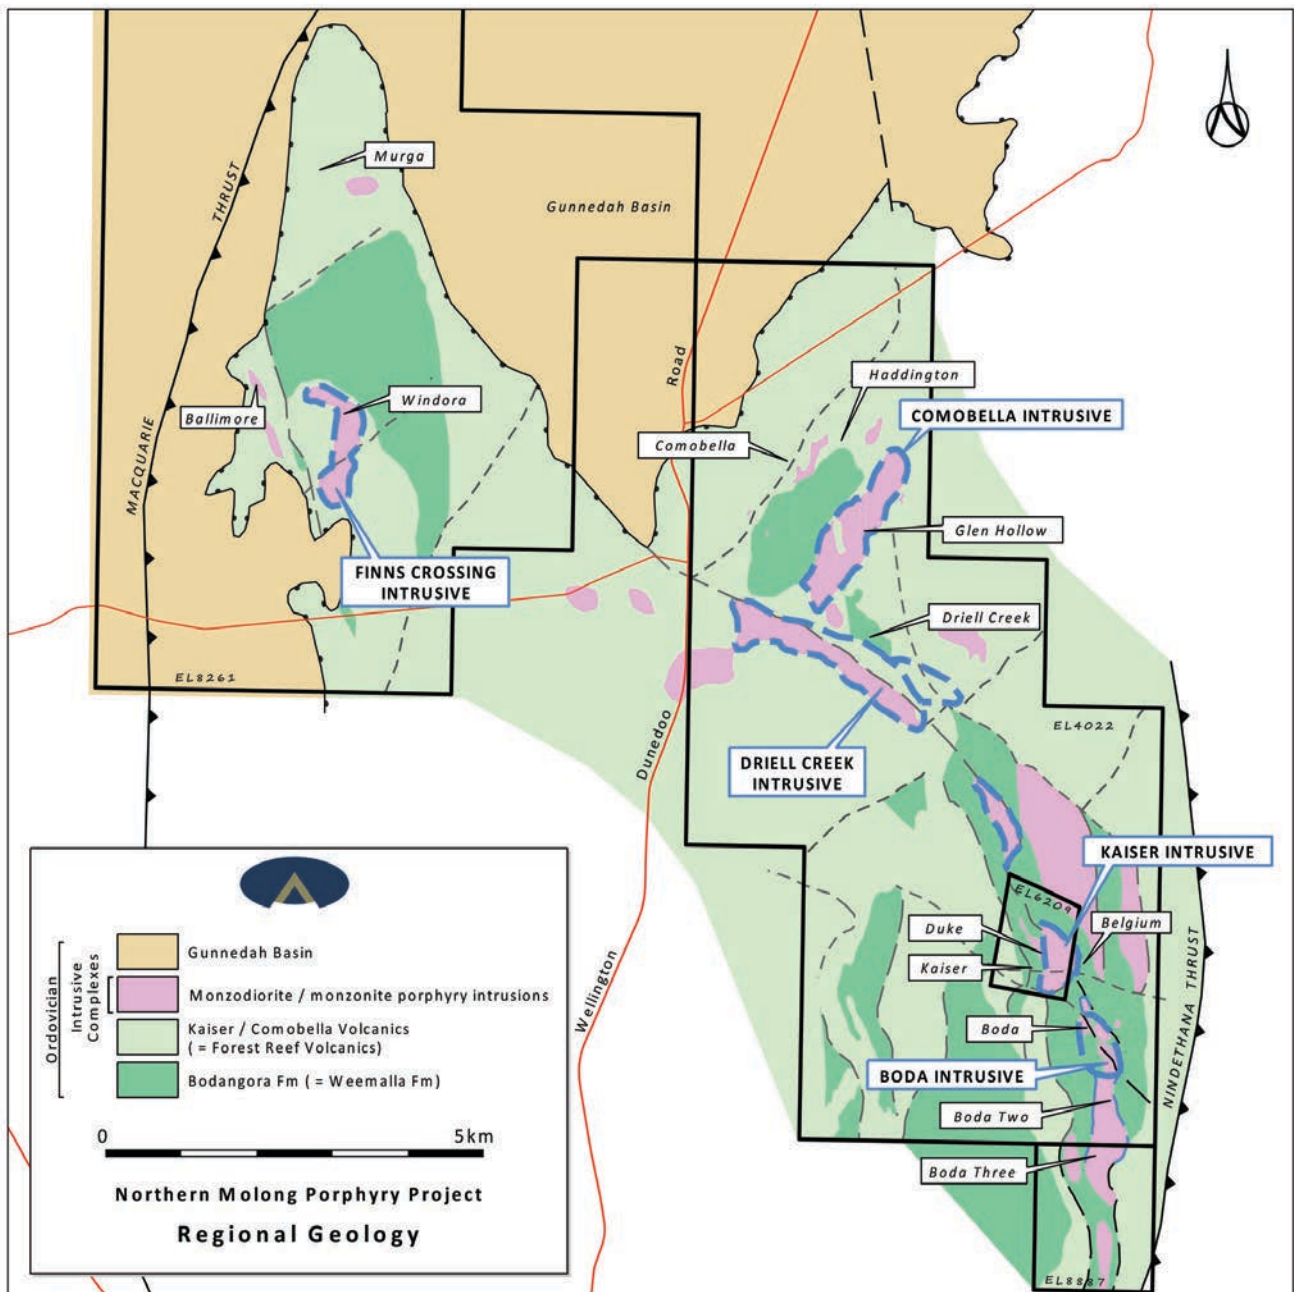 Murga
THRUST
Gunnedah Basin
Road
Haddington
Windora
COMOBELLA INTRUSIVE
Ballimore
Comobella
MACQUARIE
Glen Hollow
FINNS CROSSING
INTRUSIVE
Driell Creek
EL8261
EL4022
DRIELL CREEK
INTRUSIVE
Dunedoo
KAISER INTRUSIVE
EL6209
Duke
Belgium
Kaiser
NINDETHANA THRUST
Wellington
Boda
BODA INTRUSIVE
Boda Two
Boda Three
EL8887
Ordovician
Intrusive
Complexes
Gunnedah Basin
Monzodiorite / monzonite porphyry intrusions
Kaiser / Comobella Volcanics
( = Forest Reef Volcanics)
Bodangora Fm ( = Weemalla Fm)
0 5km
Northern Molong Porphyry Project
Regional Geology